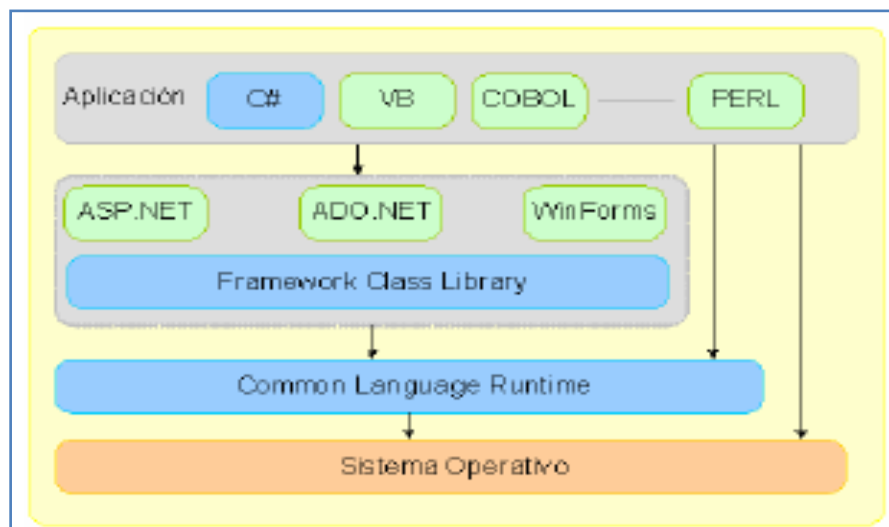 Aplicación C# VB COBOL PERL
ASP.NET ADO.NET WinForms
Framework Class Library
Common Language Runtime
Sistema Operativo